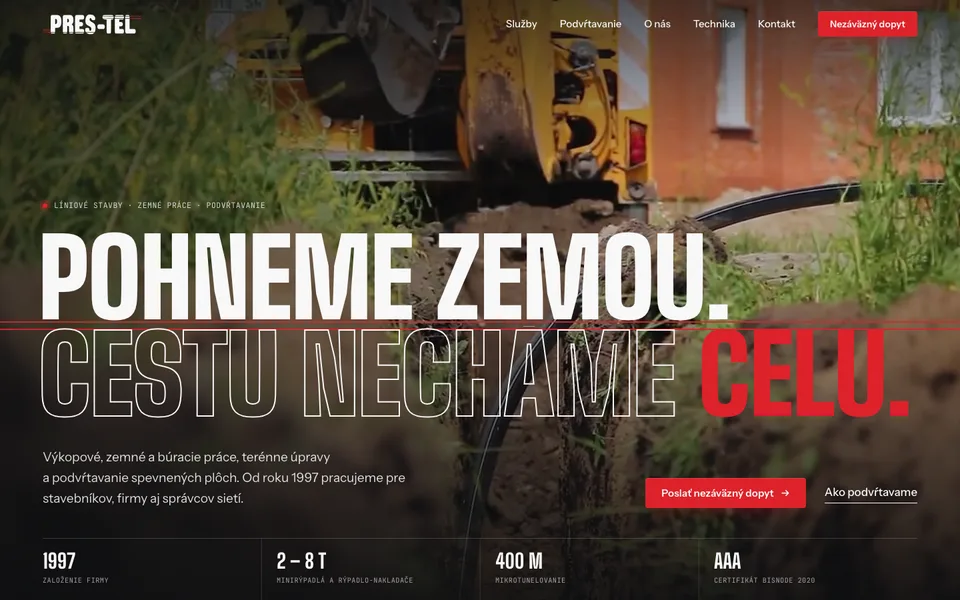 PRES-TEL
Služby Podvŕtavanie O nás Technika Kontakt Nezáväzný dopyt
LÍNIOVÉ STAVBY · ZEMNÉ PRÁCE · PODVŔTAVANIE
POHNEME ZEMOU.
CESTU NECHÁME CELÚ.
Výkopové, zemné a búracie práce, terénne úpravy
a podvŕtavanie spevnených plôch. Od roku 1997 pracujeme pre
stavebníkov, firmy aj správcov sietí.
Poslať nezáväzný dopyt →
Ako podvŕtavame
1997
ZALOŽENIE FIRMY
2 – 8 T
MINIRÝPADLÁ A RÝPADLO-NAKLADAČE
400 M
MIKROTUNELOVANIE
AAA
CERTIFIKÁT BISNODE 2020